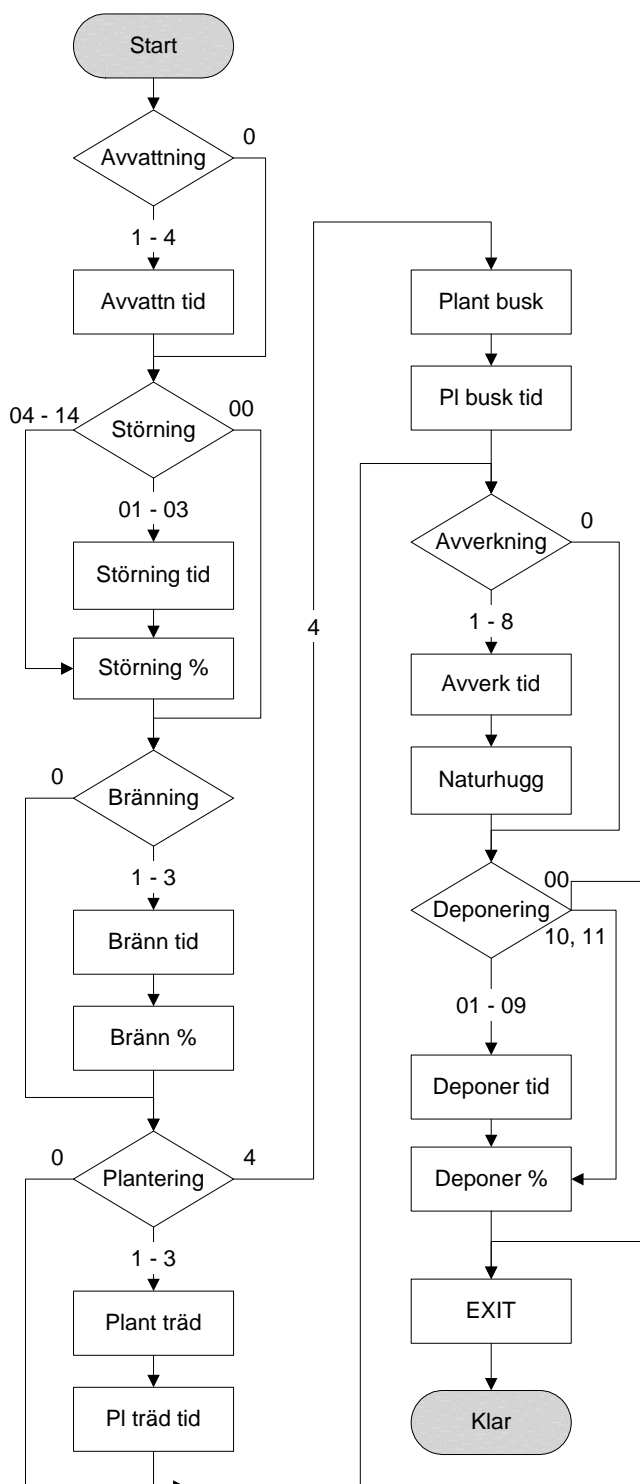 Start
Avvattning
0
1 - 4
Avvattn tid
04 - 14
Störning
00
01 - 03
Störning tid
Störning %
0
Bränning
1 - 3
Bränn tid
Bränn %
0
Plantering
4
1 - 3
Plant träd
Pl träd tid
4
Plant busk
Pl busk tid
Avverkning
0
1 - 8
Avverk tid
Naturhugg
Deponering
00
10, 11
01 - 09
Deponer tid
Deponer %
EXIT
Klar